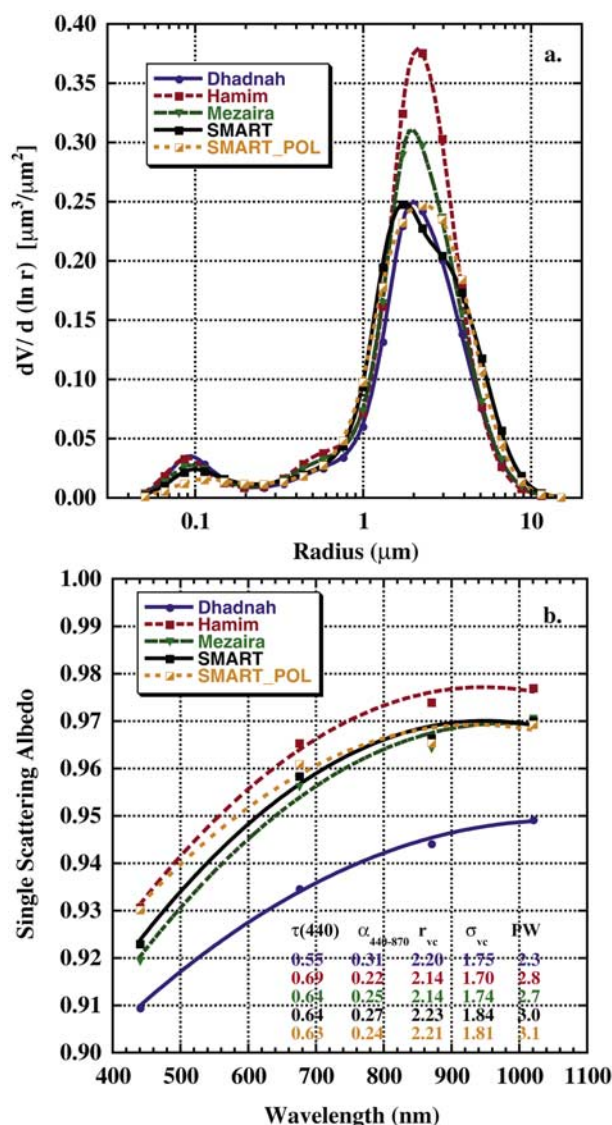 a.
Dhadnah
Hamim
Mezaira
SMART
SMART_POL
dV/ d (ln r) [μm³/μm²]
0.40
0.35
0.30
0.25
0.20
0.15
0.10
0.05
0.00
0.1 1 10
Radius (μm)
b.
Dhadnah
Hamim
Mezaira
SMART
SMART_POL
Single Scattering Albedo
1.00
0.99
0.98
0.97
0.96
0.95
0.94
0.93
0.92
0.91
0.90
τ(440) α440-870 rvc σvc PW
0.55 0.31 2.20 1.75 2.3
0.69 0.22 2.14 1.70 2.8
0.64 0.25 2.14 1.74 2.7
0.64 0.27 2.23 1.84 3.0
0.63 0.24 2.21 1.81 3.1
400 500 600 700 800 900 1000 1100
Wavelength (nm)